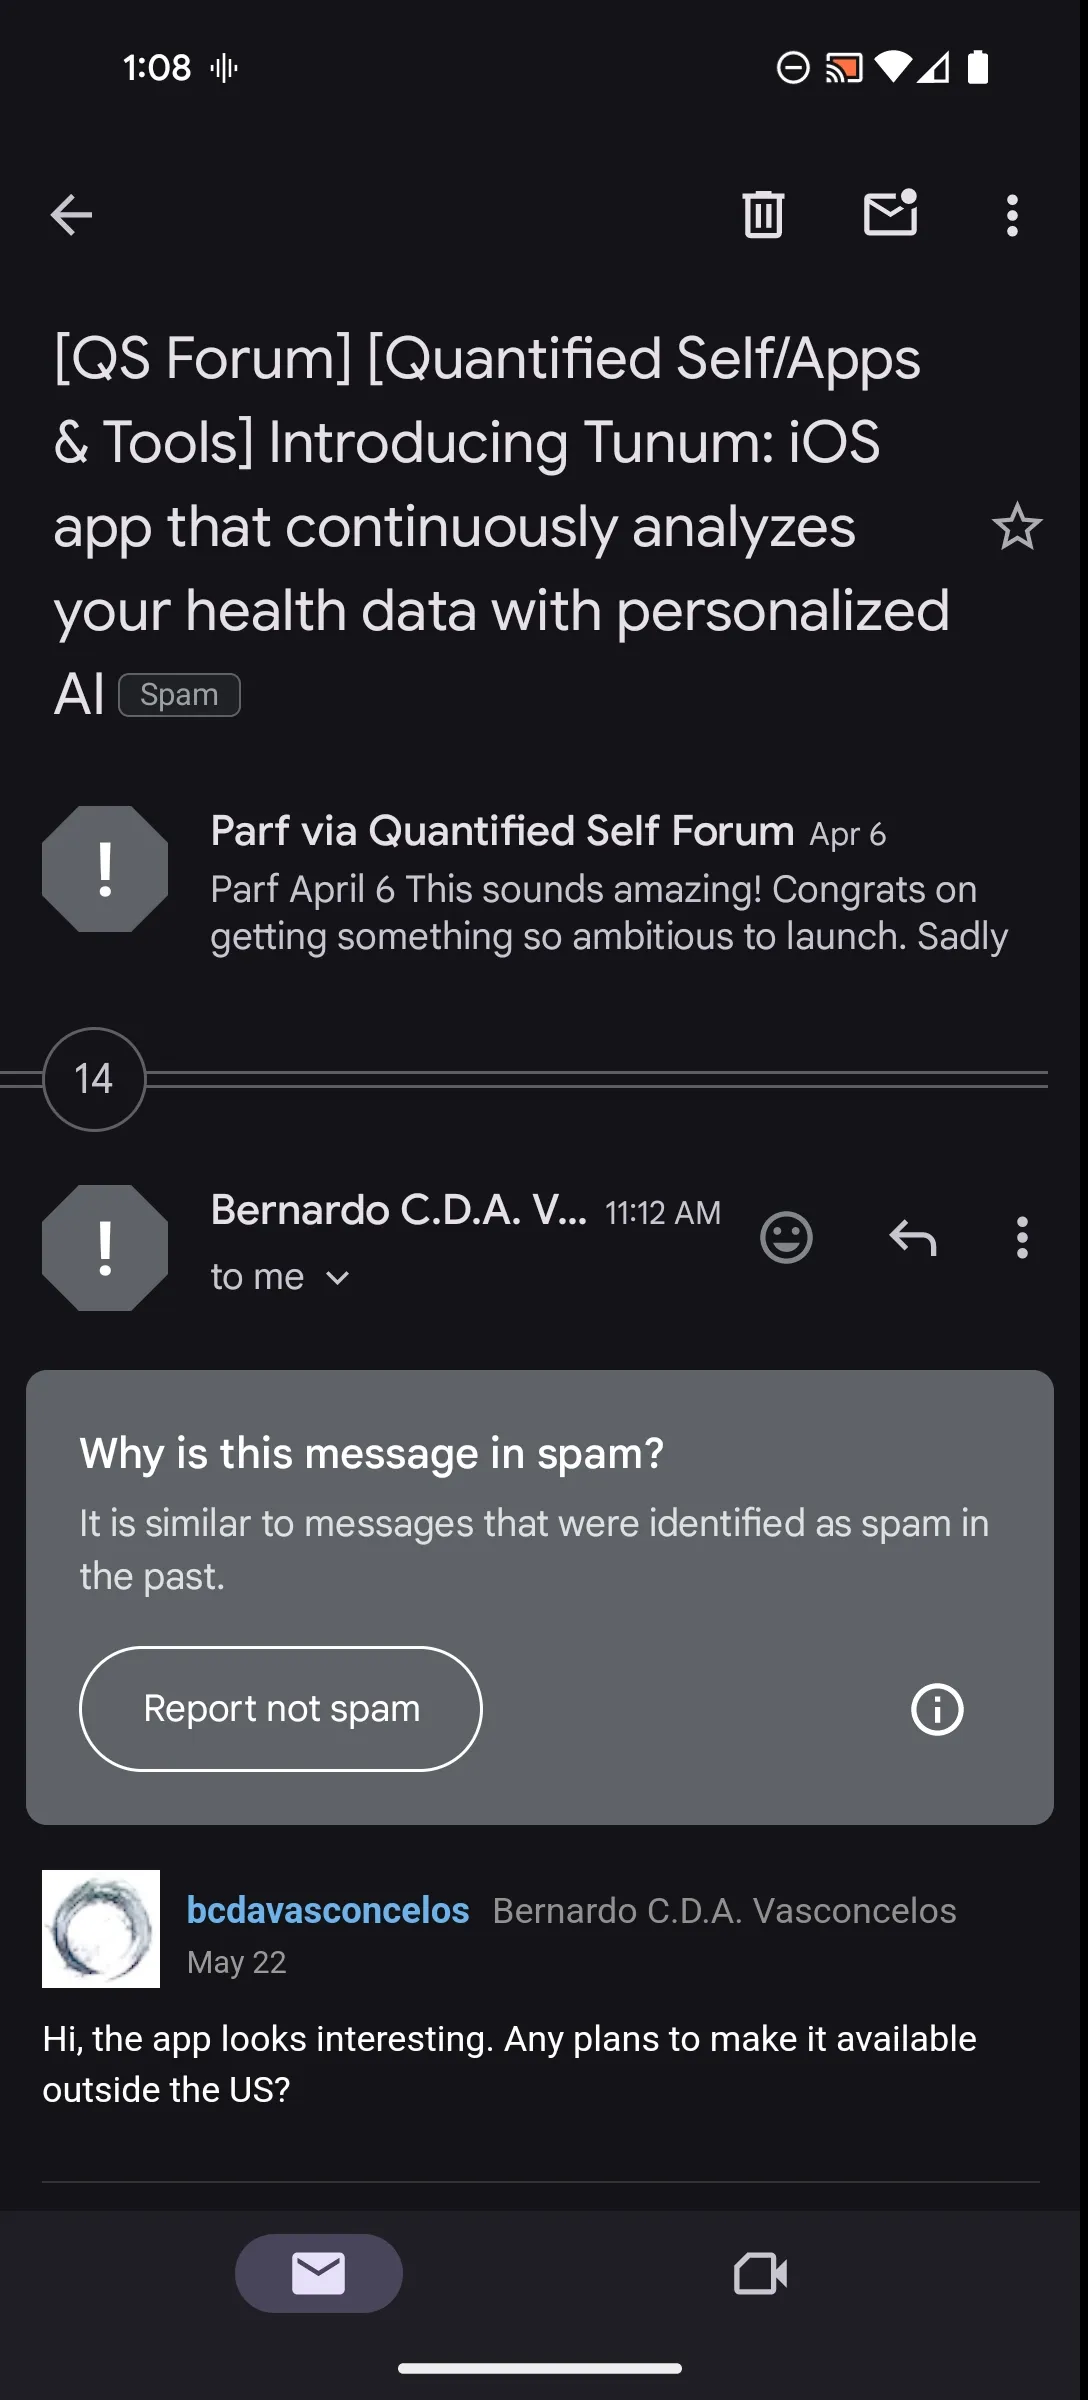 1:08
[QS Forum] [Quantified Self/Apps
& Tools] Introducing Tunum: iOS
app that continuously analyzes
your health data with personalized
AI Spam
Parf via Quantified Self Forum Apr 6
Parf April 6 This sounds amazing! Congrats on
getting something so ambitious to launch. Sadly
14
Bernardo C.D.A. V... 11:12 AM
to me
Why is this message in spam?
It is similar to messages that were identified as spam in
the past.
Report not spam
bcdavasconcelos Bernardo C.D.A. Vasconcelos
May 22
Hi, the app looks interesting. Any plans to make it available
outside the US?